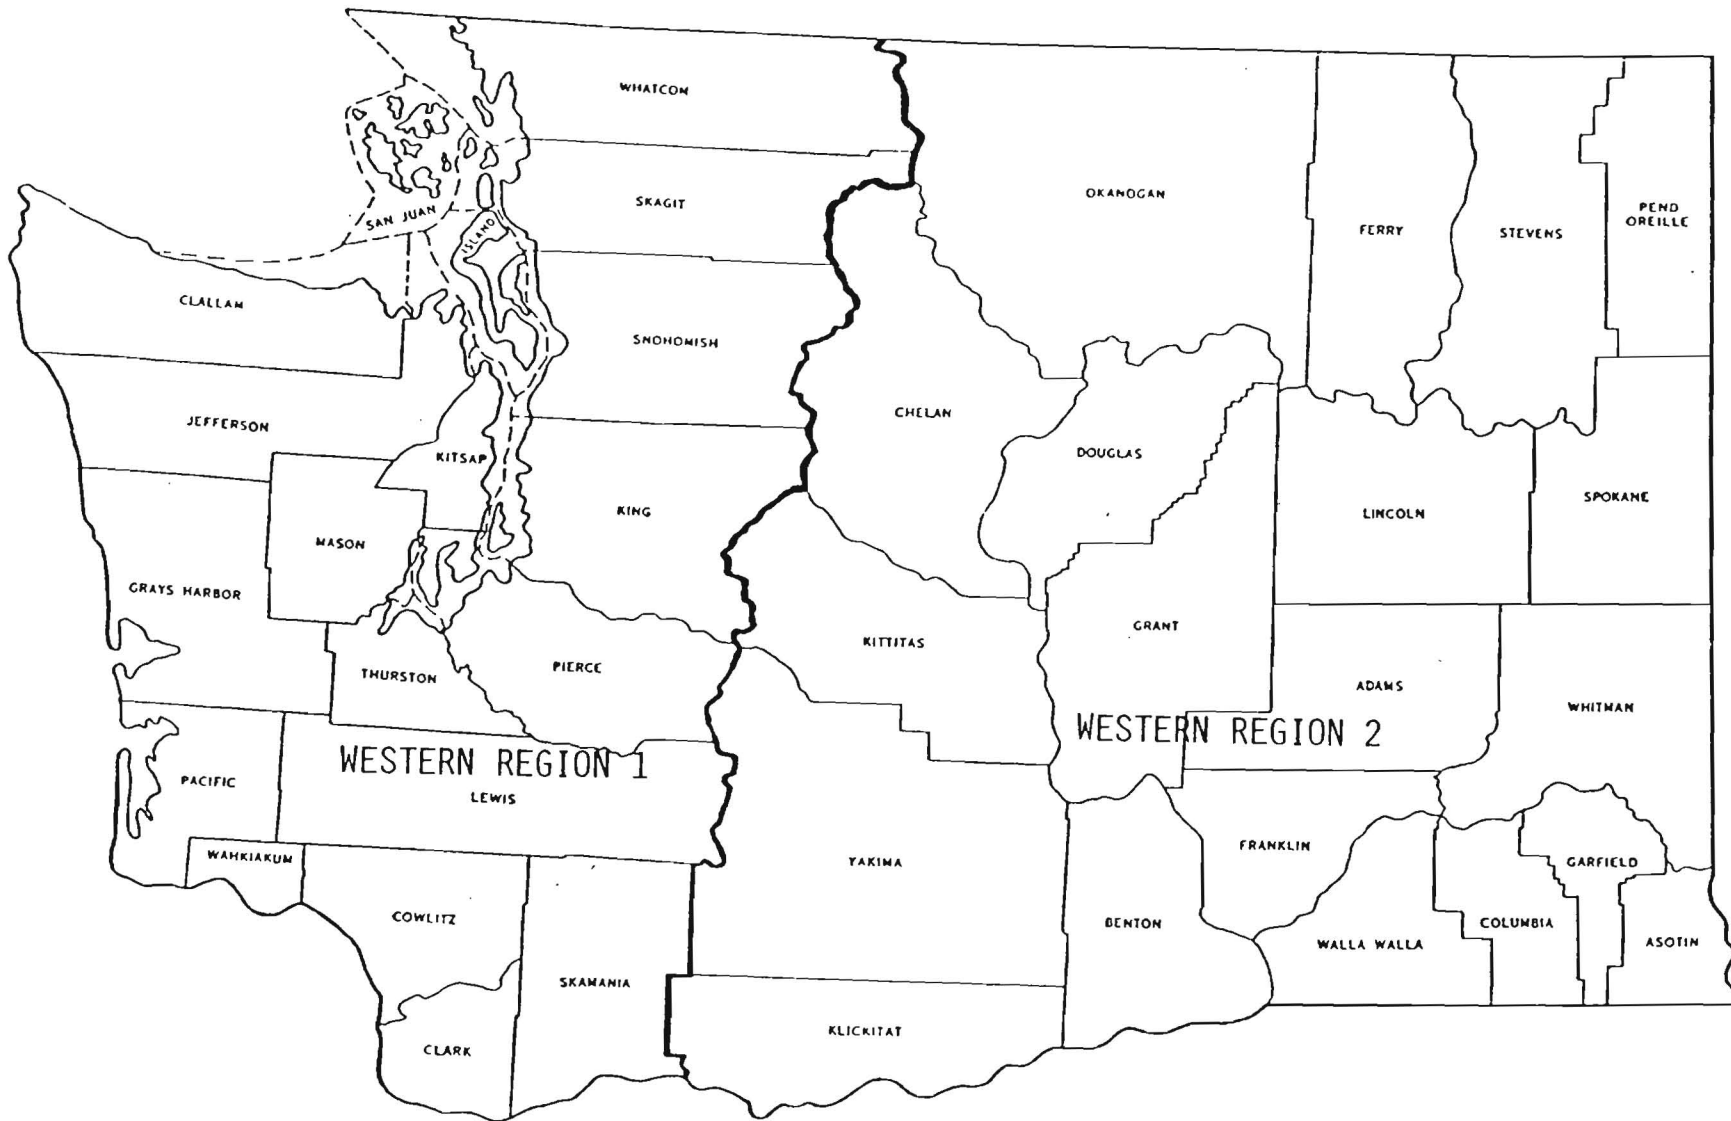 WHATCOM
SAN JUAN
ISLAND
SKAGIT
OKANOGAN
FERRY
STEVENS
PEND
OREILLE
CLALLAM
SNOHOMISH
JEFFERSON
KITSAP
CHELAN
DOUGLAS
KING
LINCOLN
SPOKANE
MASON
GRAYS HARBOR
KITTITAS
GRANT
THURSTON
PIERCE
ADAMS
WHITMAN
WESTERN REGION 1
WESTERN REGION 2
PACIFIC
LEWIS
WAHKIAKUM
YAKIMA
FRANKLIN
GARFIELD
COWLITZ
BENTON
WALLA WALLA
COLUMBIA
ASOTIN
SKAMANIA
KLICKITAT
CLARK